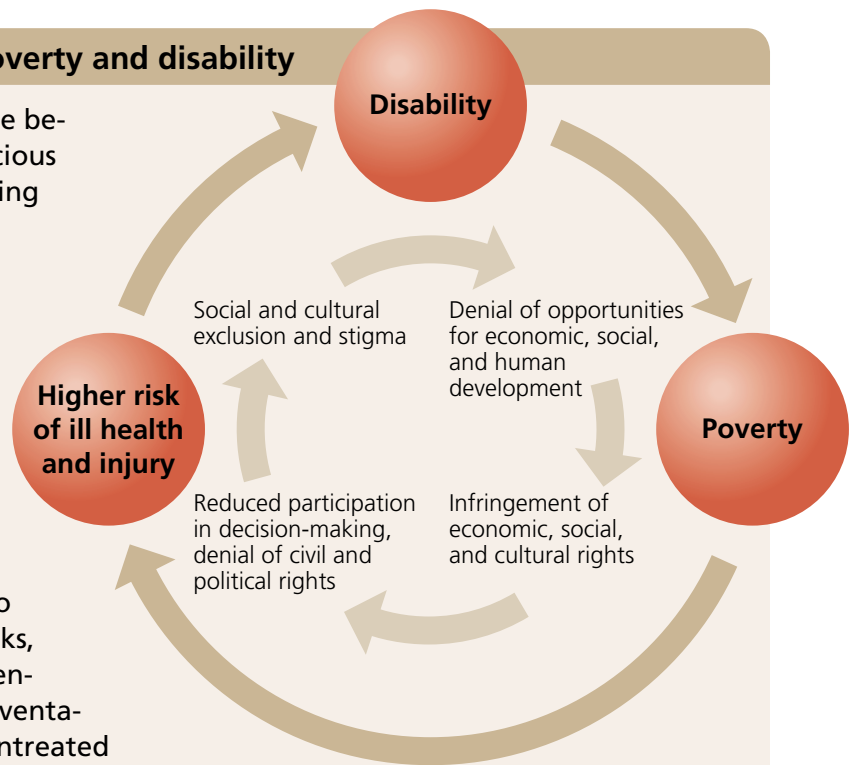 overty and disability
e be-
cious
ing
Disability
Social and cultural
exclusion and stigma
Denial of opportunities
for economic, social,
and human
development
Higher risk
of ill health
and injury
Poverty
Reduced participation
in decision-making,
denial of civil and
political rights
Infringement of
economic, social,
and cultural rights
o
ks,
en-
venta-
ntreated